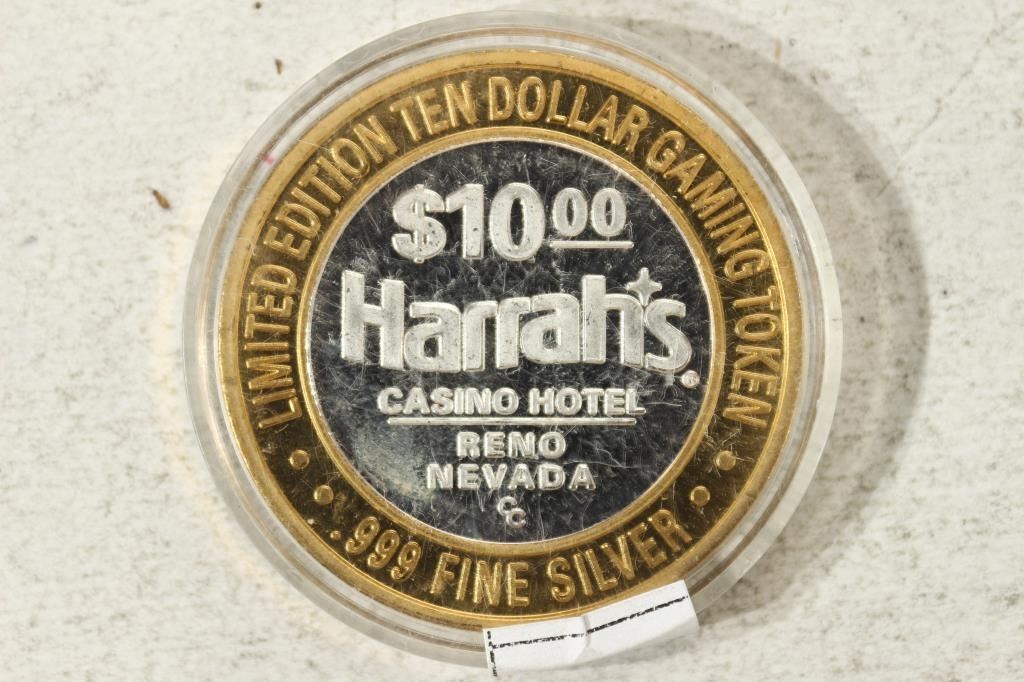 LIMITED EDITION TEN DOLLAR GAMING TOKEN
$10.00
Harrah's®
CASINO HOTEL
RENO
NEVADA
CC
.999 FINE SILVER